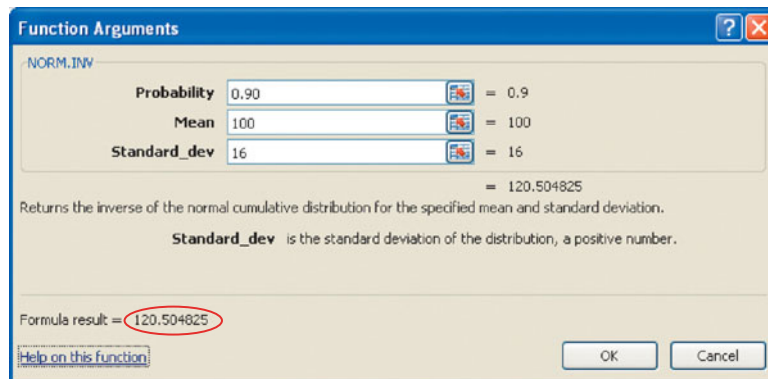 Function Arguments
NORM.INV
Probability 0.90 = 0.9
Mean 100 = 100
Standard_dev 16 = 16
= 120.504825
Returns the inverse of the normal cumulative distribution for the specified mean and standard deviation.
Standard_dev is the standard deviation of the distribution, a positive number.
Formula result = 120.504825
Help on this function
OK Cancel